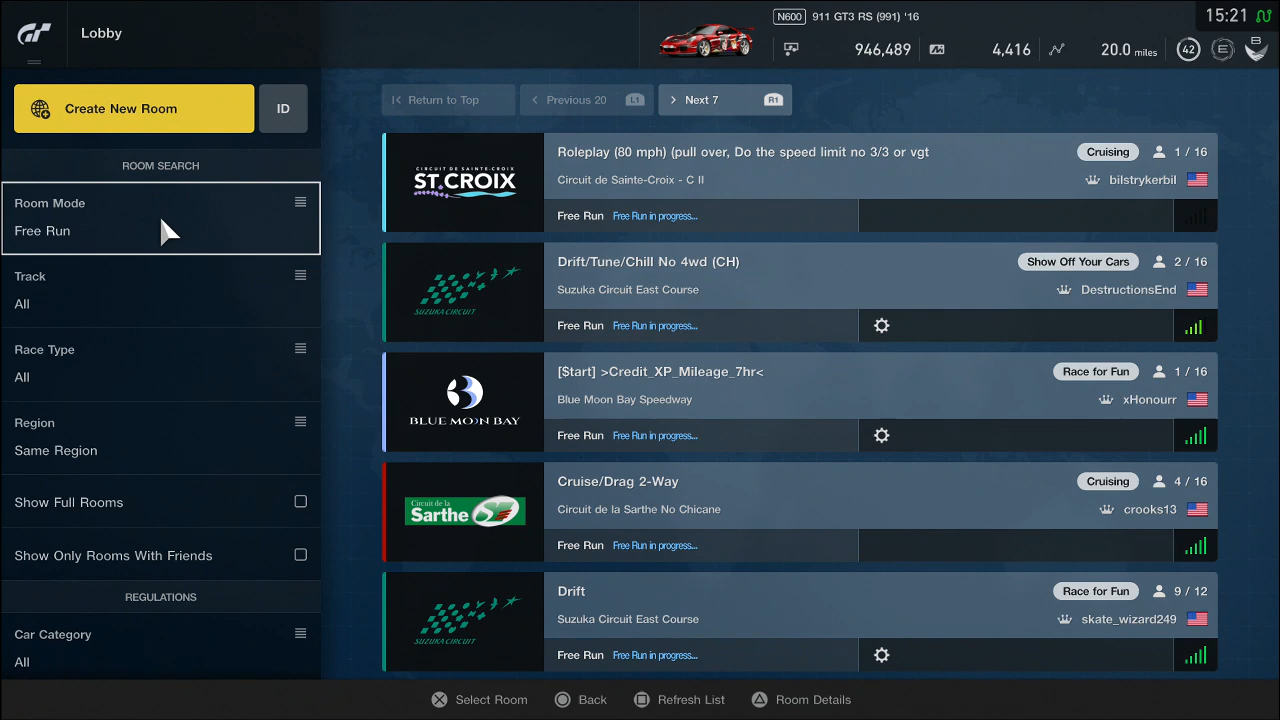 Lobby
N600 911 GT3 RS (991) '16
15:21
946,489 4,416 20.0 miles 42 E B
Create New Room ID
ROOM SEARCH
Room Mode
Free Run
Track
All
Race Type
All
Region
Same Region
Show Full Rooms
Show Only Rooms With Friends
REGULATIONS
Car Category
All
Return to Top Previous 20 L1 Next 7 R1
CIRCUIT DE SAINTE-CROIX
ST.CROIX
Roleplay (80 mph) (pull over, Do the speed limit no 3/3 or vgt Cruising 1 / 16
Circuit de Sainte-Croix - C II bilstrykerbil
Free Run Free Run in progress...
SUZUKA CIRCUIT
Drift/Tune/Chill No 4wd (CH) Show Off Your Cars 2 / 16
Suzuka Circuit East Course DestructionsEnd
Free Run Free Run in progress...
BLUE MOON BAY
[$tart] >Credit_XP_Mileage_7hr< Race for Fun 1 / 16
Blue Moon Bay Speedway xHonourr
Free Run Free Run in progress...
Circuit de la
Sarthe
Cruise/Drag 2-Way Cruising 4 / 16
Circuit de la Sarthe No Chicane crooks13
Free Run Free Run in progress...
SUZUKA CIRCUIT
Drift Race for Fun 9 / 12
Suzuka Circuit East Course skate_wizard249
Free Run Free Run in progress...
Select Room Back Refresh List Room Details